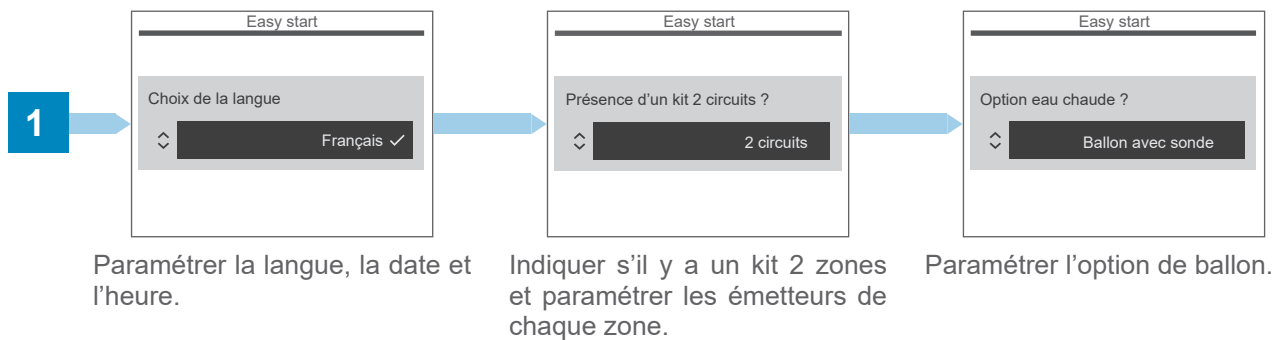 1
Easy start
Choix de la langue
Français ✓
Paramétrer la langue, la date et
l’heure.
Easy start
Présence d’un kit 2 circuits ?
2 circuits
Indiquer s’il y a un kit 2 zones
et paramétrer les émetteurs de
chaque zone.
Easy start
Option eau chaude ?
Ballon avec sonde
Paramétrer l’option de ballon.